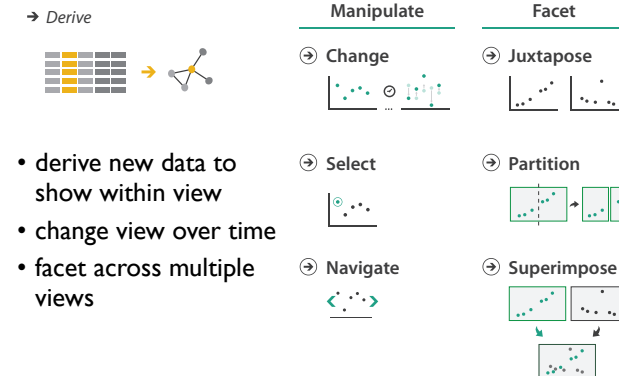 → Derive
• derive new data to
show within view
• change view over time
• facet across multiple
views
Manipulate
Change
...
Select
Navigate
Facet
Juxtapose
Partition
Superimpose